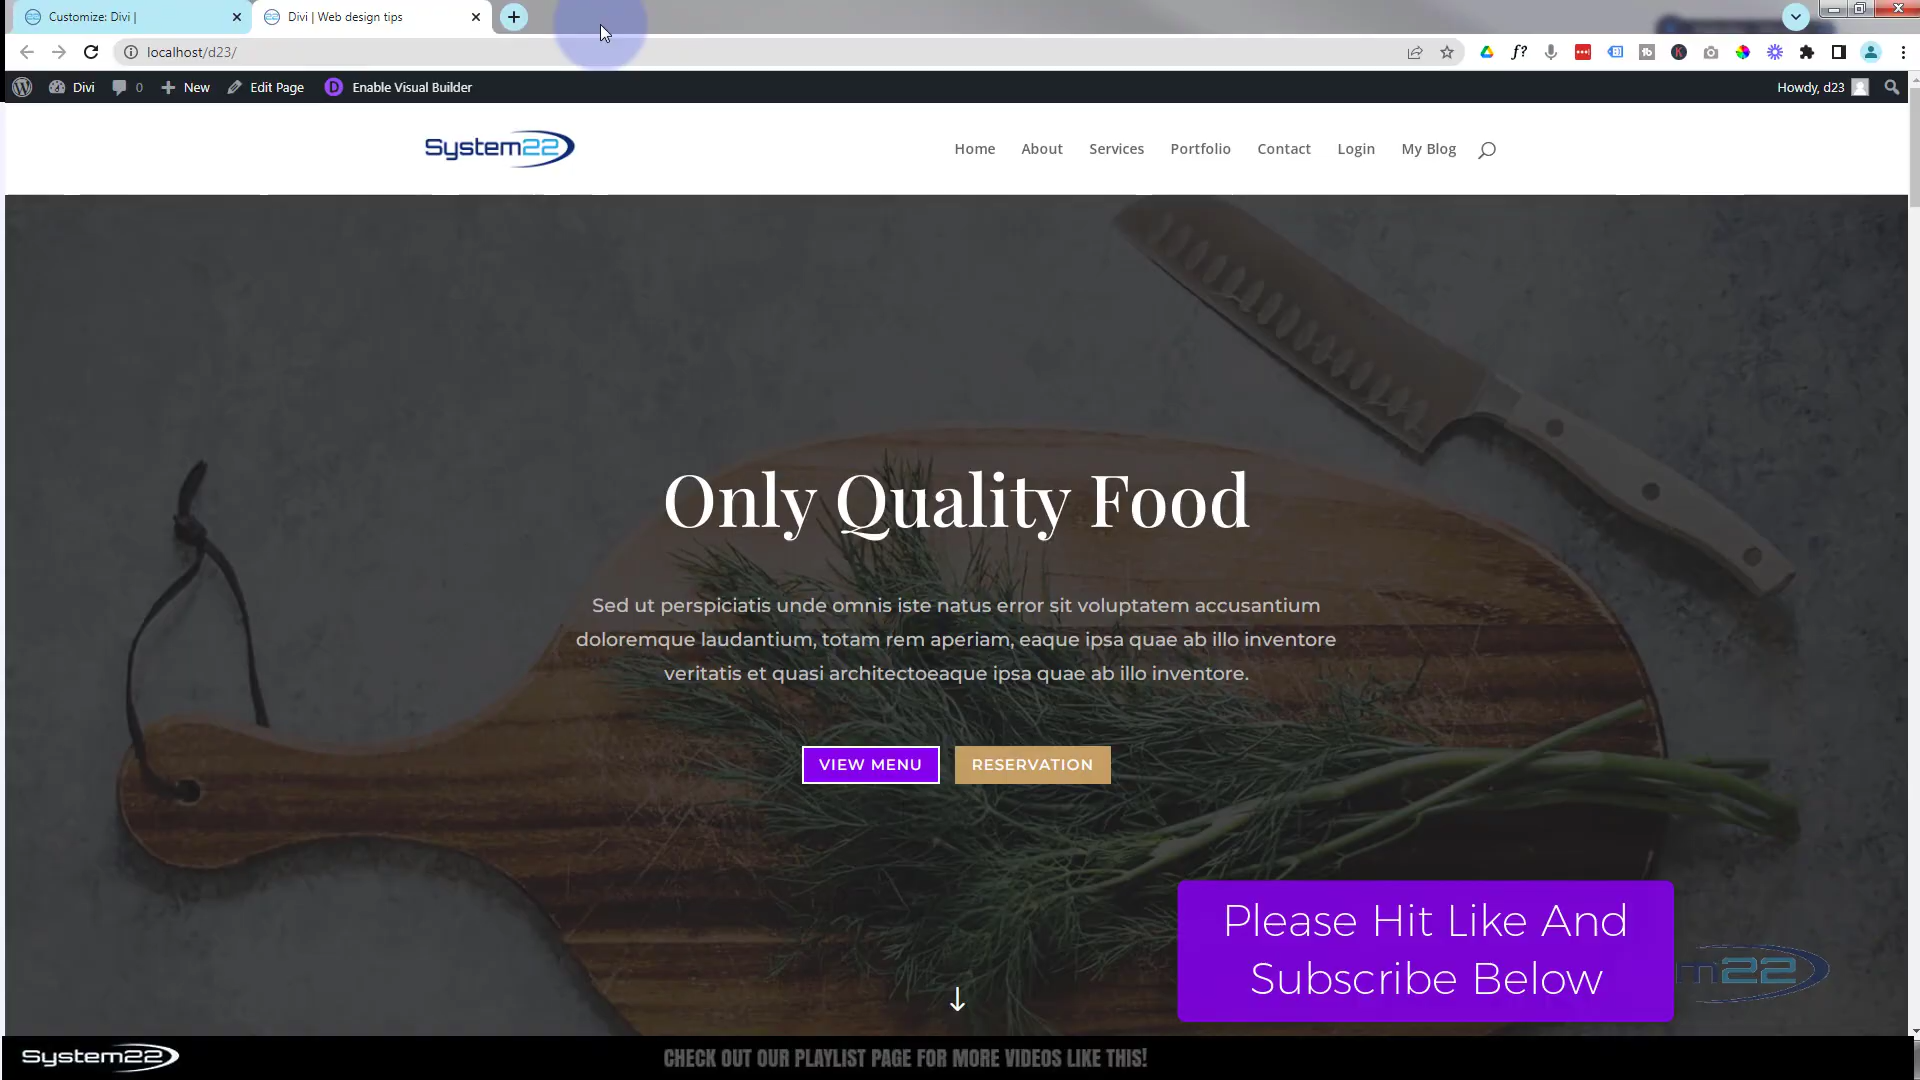 Customize: Divi |
Divi | Web design tips
localhost/d23/
Divi
0
New
Edit Page
Enable Visual Builder
Howdy, d23
System22
Home
About
Services
Portfolio
Contact
Login
My Blog
Only Quality Food
Sed ut perspiciatis unde omnis iste natus error sit voluptatem accusantium
doloremque laudantium, totam rem aperiam, eaque ipsa quae ab illo inventore
veritatis et quasi architectoeaque ipsa quae ab illo inventore.
VIEW MENU
RESERVATION
Please Hit Like And
Subscribe Below
m22
System22
CHECK OUT OUR PLAYLIST PAGE FOR MORE VIDEOS LIKE THIS!